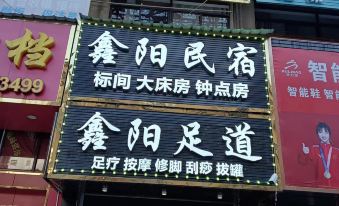 档
3499
鑫阳民宿
标间 大床房 钟点房
鑫阳足道
足疗 按摩 修脚 刮痧 拔罐
智能
智能鞋 智能